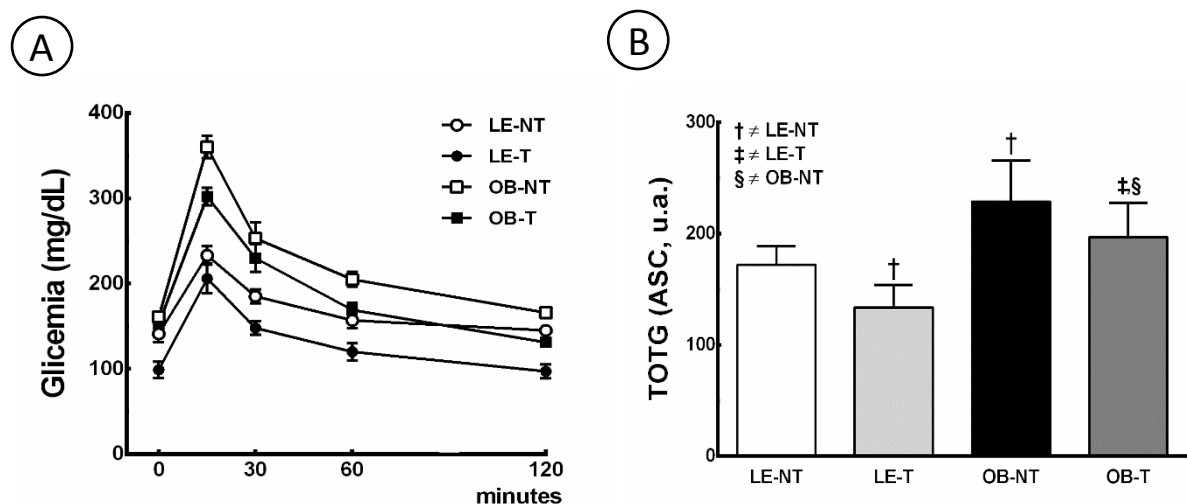 A
Glicemia (mg/dL)
400
300
200
100
0
0
30
60
120
minutes
LE-NT
LE-T
OB-NT
OB-T
B
TOTG (ASC, u.a.)
300
200
100
0
† ≠ LE-NT
‡ ≠ LE-T
§ ≠ OB-NT
†
†
‡,§
LE-NT
LE-T
OB-NT
OB-T